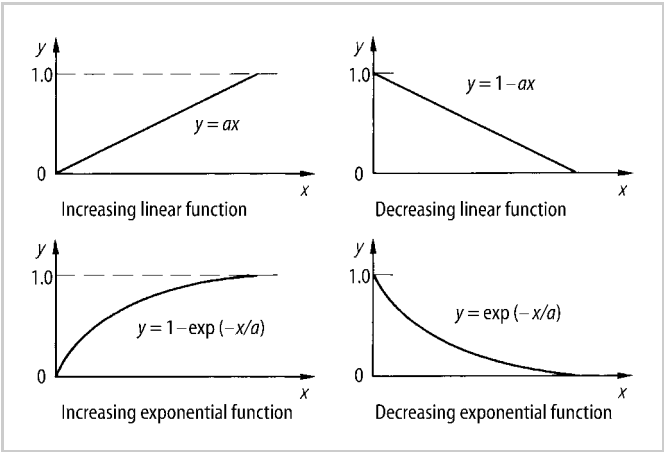 y
1.0
y = ax
0
x
Increasing linear function
y
1.0
y = 1–ax
0
x
Decreasing linear function
y
1.0
y = 1–exp (–x/a)
0
x
Increasing exponential function
y
1.0
y = exp (–x/a)
0
x
Decreasing exponential function